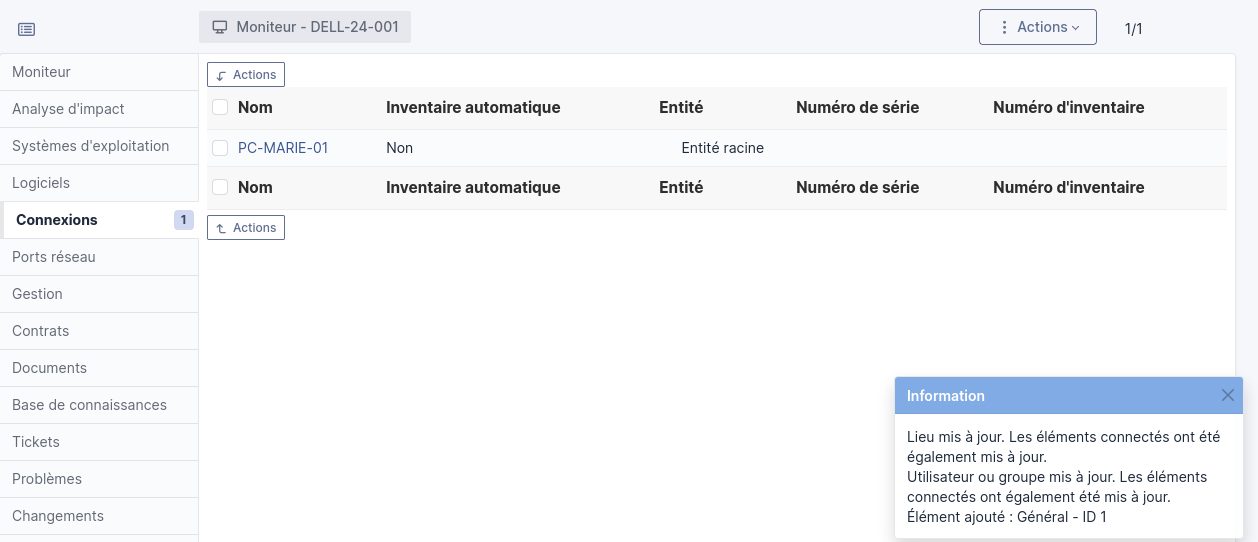 Moniteur - DELL-24-001
Actions
1/1
Moniteur
Analyse d'impact
Systèmes d'exploitation
Logiciels
Connexions 1
Ports réseau
Gestion
Contrats
Documents
Base de connaissances
Tickets
Problèmes
Changements
Actions
Nom Inventaire automatique Entité Numéro de série Numéro d'inventaire
PC-MARIE-01 Non Entité racine
Nom Inventaire automatique Entité Numéro de série Numéro d'inventaire
Actions
Information
Lieu mis à jour. Les éléments connectés ont été
également mis à jour.
Utilisateur ou groupe mis à jour. Les éléments
connectés ont également été mis à jour.
Élément ajouté : Général - ID 1